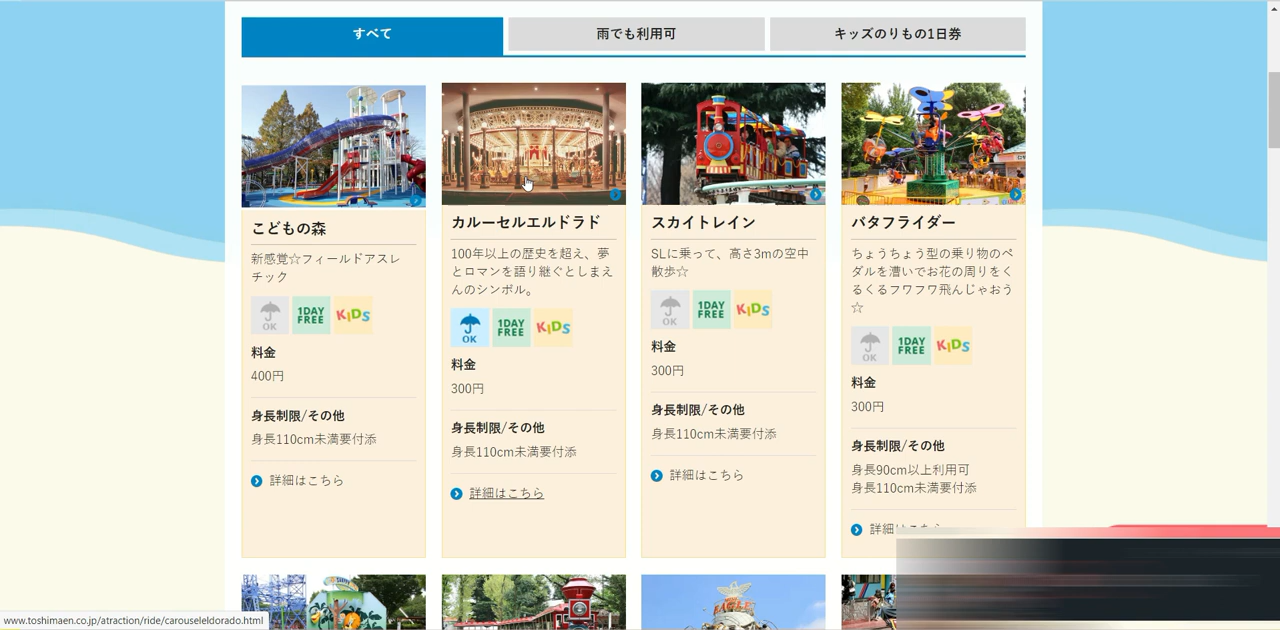 すべて
雨でも利用可
キッズのりもの1日券
こどもの森
新感覚☆フィールドアスレ
チック
OK
1DAY
FREE
KIDS
料金
400円
身長制限/その他
身長110cm未満要付添
詳細はこちら
カルーセルエルドラド
100年以上の歴史を超え、夢
とロマンを語り継ぐとしまえ
んのシンボル。
OK
1DAY
FREE
KIDS
料金
300円
身長制限/その他
身長110cm未満要付添
詳細はこちら
スカイトレイン
SLに乗って、高さ3mの空中
散歩☆
OK
1DAY
FREE
KIDS
料金
300円
身長制限/その他
身長110cm未満要付添
詳細はこちら
バタフライダー
ちょうちょう型の乗り物のペ
ダルを漕いでお花の周りをく
るくるフワフワ飛んじゃおう
☆
OK
1DAY
FREE
KIDS
料金
300円
身長制限/その他
身長90cm以上利用可
身長110cm未満要付添
詳細はこちら
EAGLE
www.toshimaen.co.jp/atraction/ride/carouseleldorado.html